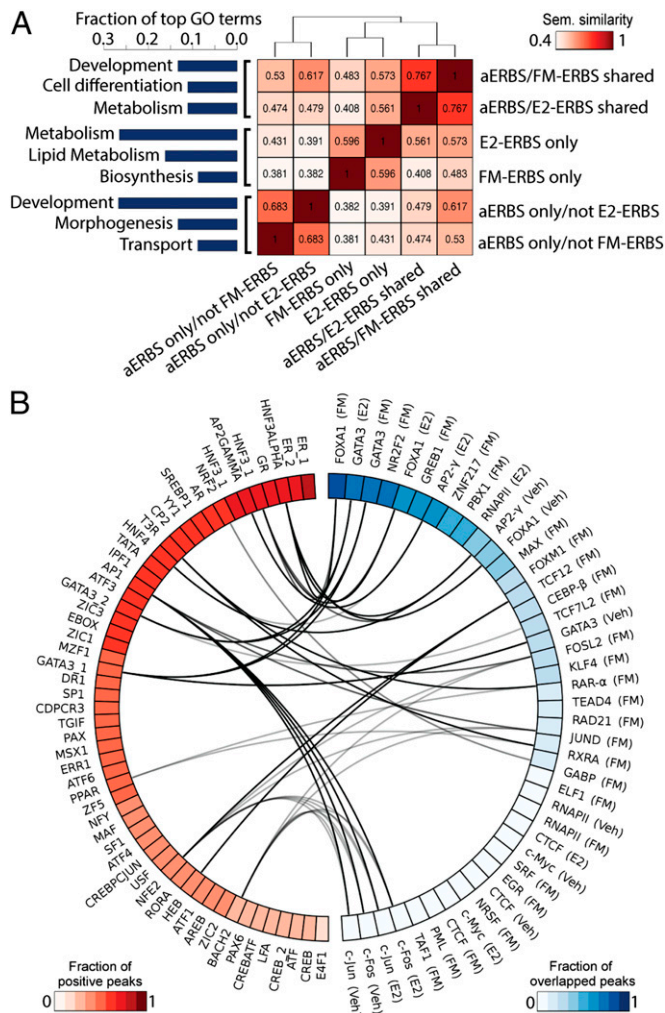 A
Fraction of top GO terms
0.3 0.2 0.1 0.0
Sem. similarity
0.4 1
Development
Cell differentiation
Metabolism
Metabolism
Lipid Metabolism
Biosynthesis
Development
Morphogenesis
Transport
0.53 0.617 0.483 0.573 0.767 1
0.474 0.479 0.408 0.561 1 0.767
0.431 0.391 0.596 1 0.561 0.573
0.381 0.382 1 0.596 0.408 0.483
0.683 1 0.382 0.391 0.479 0.617
1 0.683 0.381 0.431 0.474 0.53
aERBS/FM-ERBS shared
aERBS/E2-ERBS shared
E2-ERBS only
FM-ERBS only
aERBS only/not E2-ERBS
aERBS only/not FM-ERBS
aERBS only/not FM-ERBS
aERBS only/not E2-ERBS
FM-ERBS only
E2-ERBS only
aERBS/E2-ERBS shared
aERBS/FM-ERBS shared
B
FOXA1 (FM)
GATA3 (E2)
GATA3 (FM)
NR2F2 (FM)
FOXA1 (E2)
GREB1 (FM)
AP2-γ (E2)
ZNF217 (FM)
PBX1 (FM)
RNAPII (E2)
AP2-γ (Veh)
FOXA1 (Veh)
MAX (FM)
FOXM1 (FM)
TCF12 (FM)
CEBP-β (FM)
TCF7L2 (FM)
GATA3 (Veh)
FOSL2 (FM)
KLF4 (FM)
RAR-α (FM)
TEAD4 (FM)
RAD21 (FM)
JUND (FM)
RXRA (FM)
GABP (FM)
ELF1 (FM)
RNAPII (Veh)
RNAPII (FM)
CTCF (E2)
c-Myc (Veh)
SRF (FM)
EGR (FM)
CTCF (Veh)
NRSF (FM)
c-Myc (E2)
CTCF (FM)
PML (FM)
TAF1 (FM)
c-Fos (E2)
c-Jun (E2)
c-Fos (Veh)
c-Jun (Veh)
ER_1
ER_2
HNF3ALPHA
GR
HNF3_1
AP2GAMMA
HNF3_1
NRF2
AR
SREBP1
YY1
CP2
T3R
HNF4
TATA
IPF1
AP1
ATF3
GATA3_2
ZIC3
EBOX
ZIC1
MZF1
GATA3_1
DR1
SP1
CDPCR3
TGIF
PAX
MSX1
ERR1
ATF6
PPAR
ZF5
NFY
MAF
SF1
ATF4
CREBPCJUN
USF
NFE2
RORA
HEB
ATF1
AREB
ZIC2
BACH2
PAX6
CREBATF
LFA
CREB_2
ATF
CREB
E4F1
Fraction of
positive peaks
0 1
Fraction of
overlapped peaks
0 1